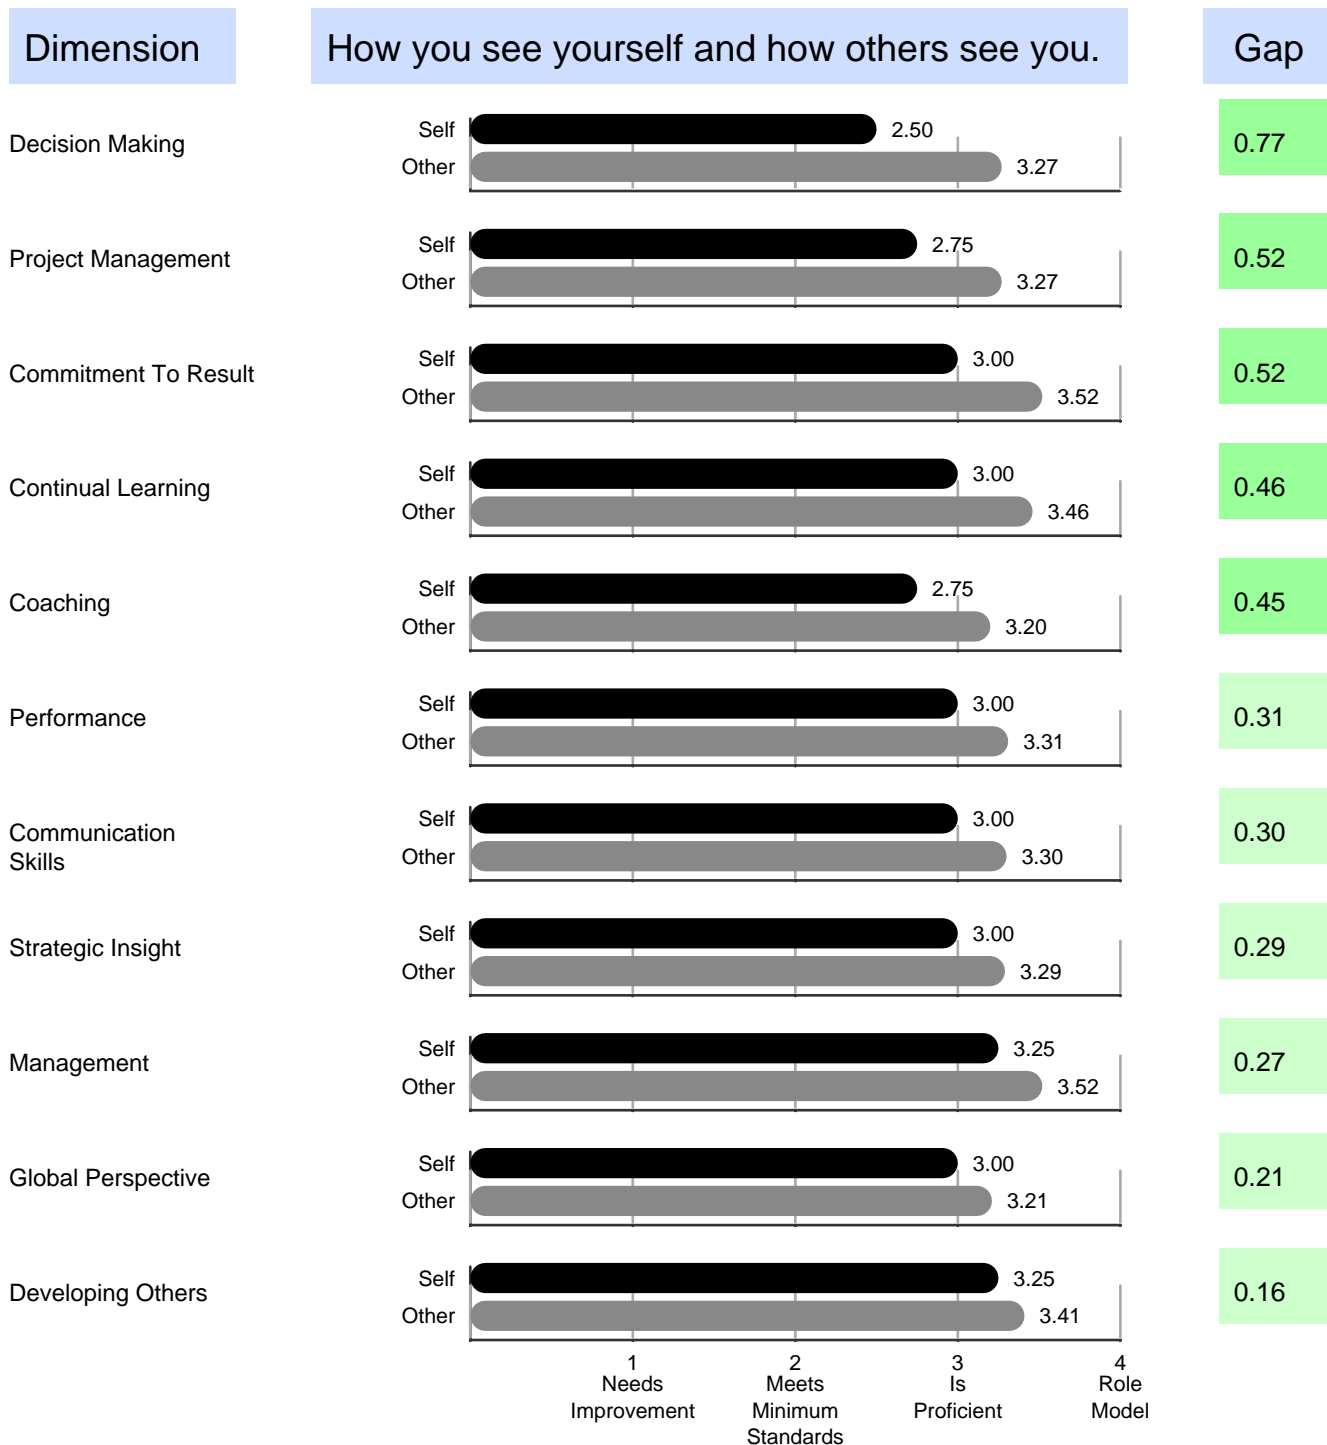 Dimension
How you see yourself and how others see you.
Gap
Decision Making
Self
2.50
Other
3.27
0.77
Project Management
Self
2.75
Other
3.27
0.52
Commitment To Result
Self
3.00
Other
3.52
0.52
Continual Learning
Self
3.00
Other
3.46
0.46
Coaching
Self
2.75
Other
3.20
0.45
Performance
Self
3.00
Other
3.31
0.31
Communication
Skills
Self
3.00
Other
3.30
0.30
Strategic Insight
Self
3.00
Other
3.29
0.29
Management
Self
3.25
Other
3.52
0.27
Global Perspective
Self
3.00
Other
3.21
0.21
Developing Others
Self
3.25
Other
3.41
0.16
1
Needs
Improvement
2
Meets
Minimum
Standards
3
Is
Proficient
4
Role
Model